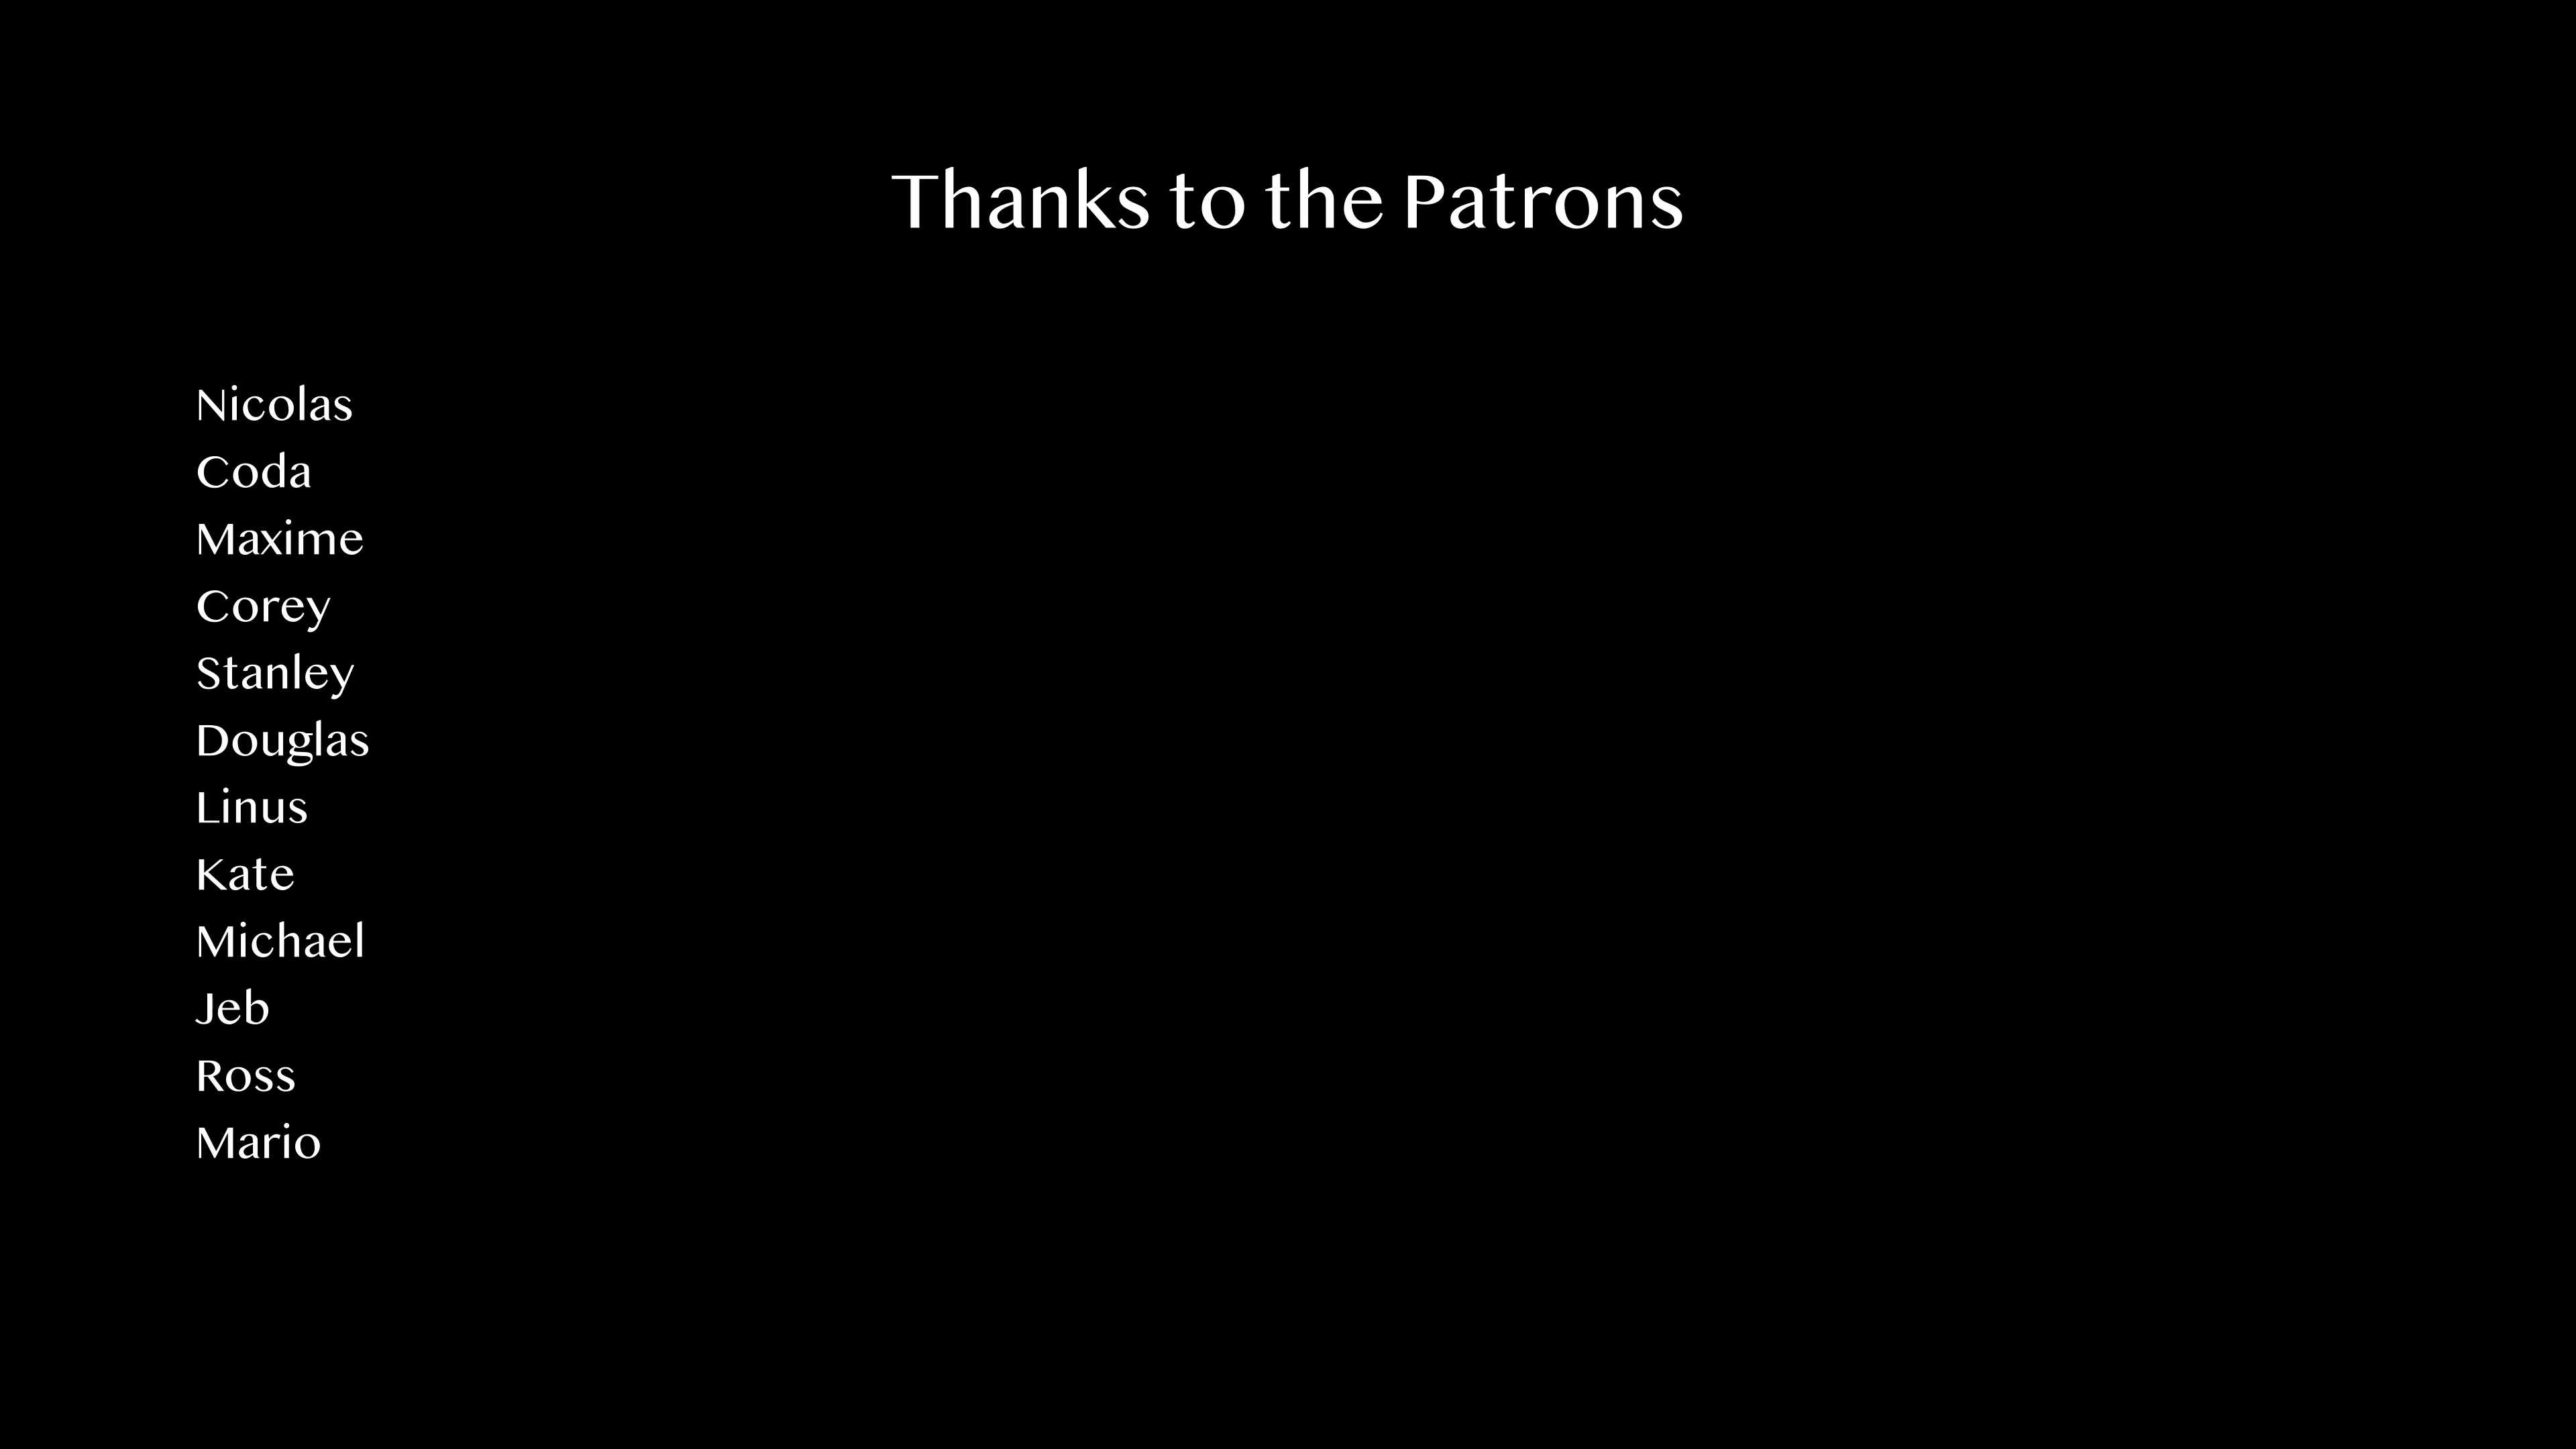 Thanks to the Patrons
Nicolas
Coda
Maxime
Corey
Stanley
Douglas
Linus
Kate
Michael
Jeb
Ross
Mario